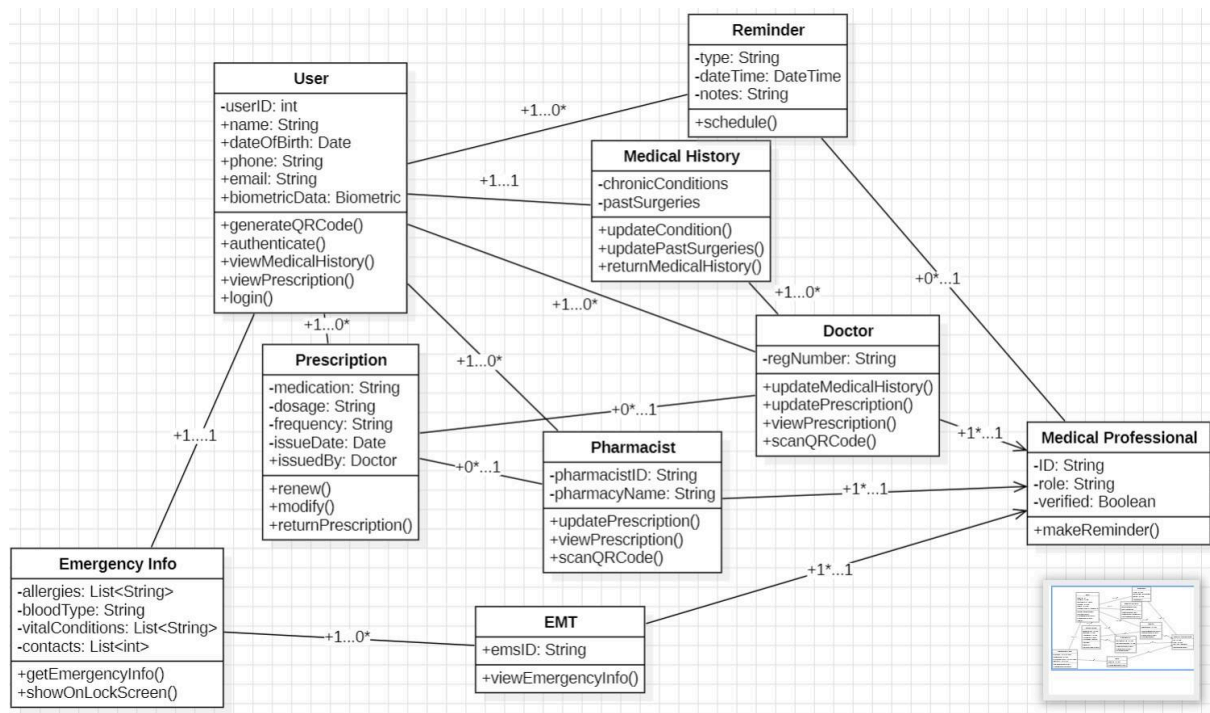 Reminder
-type: String
-dateTime: DateTime
-notes: String
+schedule()
User
-userID: int
+name: String
+dateOfBirth: Date
+phone: String
+email: String
+biometricData: Biometric
+generateQRCode()
+authenticate()
+viewMedicalHistory()
+viewPrescription()
+login()
+1...0*
Medical History
-chronicConditions
-pastSurgeries
+updateCondition()
+updatePastSurgeries()
+returnMedicalHistory()
+1...1
+0*...1
+1...0*
+1...0*
+1...0*
Doctor
-regNumber: String
+updateMedicalHistory()
+updatePrescription()
+viewPrescription()
+scanQRCode()
Prescription
-medication: String
-dosage: String
-frequency: String
-issueDate: Date
+issuedBy: Doctor
+renew()
+modify()
+returnPrescription()
+1...0*
+0*...1
+1....1
+0*...1
+1*...1
Pharmacist
-pharmacistID: String
-pharmacyName: String
+updatePrescription()
+viewPrescription()
+scanQRCode()
Medical Professional
-ID: String
-role: String
-verified: Boolean
+makeReminder()
+1*...1
+1*...1
Emergency Info
-allergies: List<String>
-bloodType: String
-vitalConditions: List<String>
-contacts: List<int>
+getEmergencyInfo()
+showOnLockScreen()
+1...0*
EMT
+emsID: String
+viewEmergencyInfo()